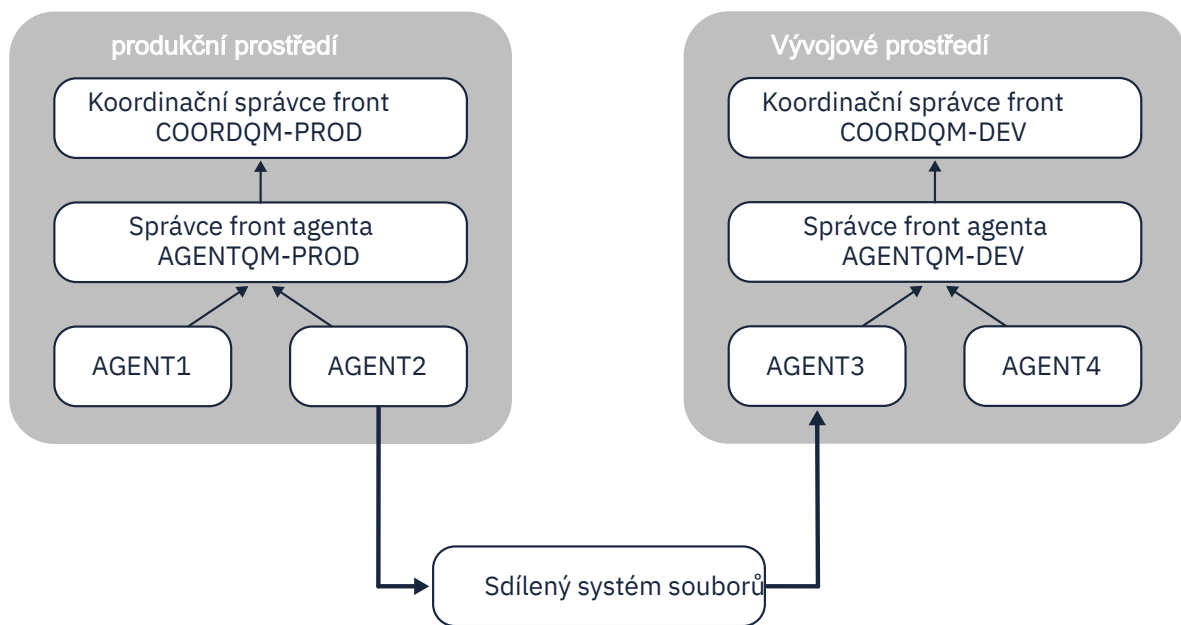 produkční prostředí
Koordinační správce front
COORDQM-PROD
Správce front agenta
AGENTQM-PROD
AGENT1
AGENT2
Vývojové prostředí
Koordinační správce front
COORDQM-DEV
Správce front agenta
AGENTQM-DEV
AGENT3
AGENT4
Sdílený systém souborů